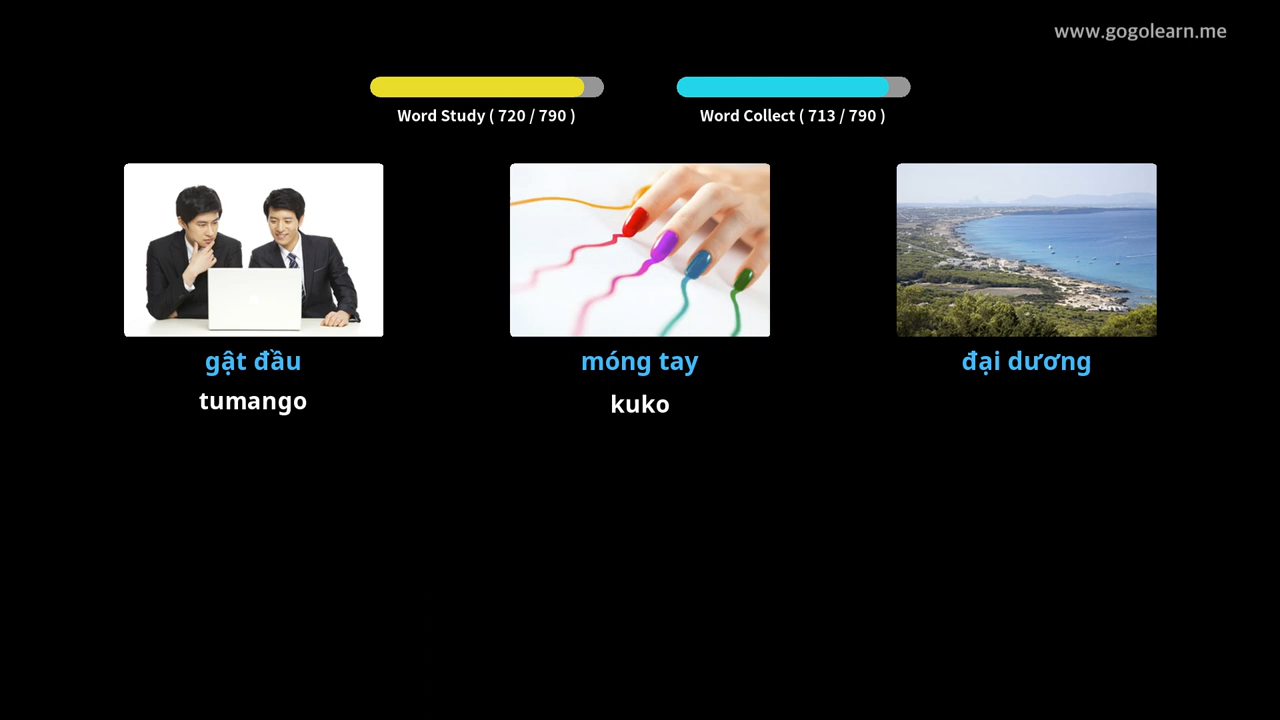 www.gogolearn.me
Word Study ( 720 / 790 )
Word Collect ( 713 / 790 )
gật đầu
móng tay
đại dương
tumango
kuko